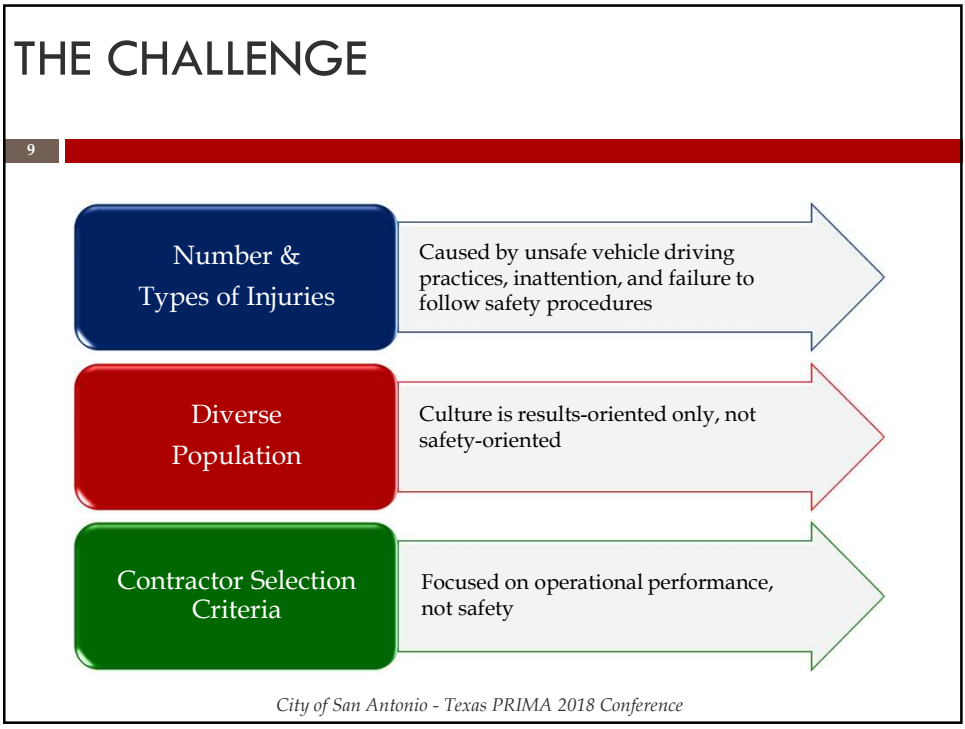 THE CHALLENGE
9
Number &
Types of Injuries
Caused by unsafe vehicle driving
practices, inattention, and failure to
follow safety procedures
Diverse
Population
Culture is results-oriented only, not
safety-oriented
Contractor Selection
Criteria
Focused on operational performance,
not safety
City of San Antonio - Texas PRIMA 2018 Conference